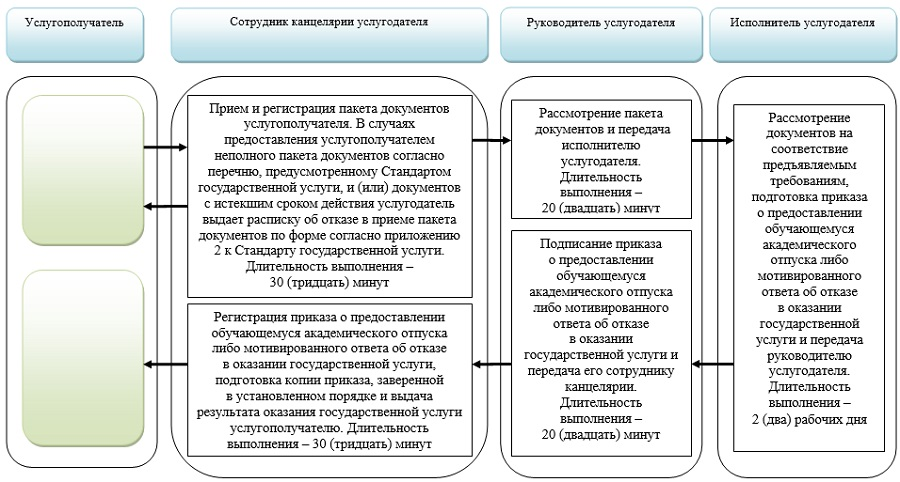 Услугополучатель
Сотрудник канцелярии услугодателя
Руководитель услугодателя
Исполнитель услугодателя
Прием и регистрация пакета документов
услугополучателя. В случаях
предоставления услугополучателем
неполного пакета документов согласно
перечню, предусмотренному Стандартом
государственной услуги, и (или) документов
с истекшим сроком действия услугодатель
выдает расписку об отказе в приеме пакета
документов по форме согласно приложению
2 к Стандарту государственной услуги.
Длительность выполнения –
30 (тридцать) минут
Рассмотрение пакета
документов и передача
исполнителю
услугодателя.
Длительность
выполнения –
20 (двадцать) минут
Рассмотрение
документов на
соответствие
предъявляемым
требованиям,
подготовка приказа
о предоставлении
обучающемуся
академического
отпуска либо
мотивированного
ответа об отказе
в оказании
государственной
услуги и передача
руководителю
услугодателя.
Длительность
выполнения –
2 (два) рабочих дня
Подписание приказа
о предоставлении
обучающемуся
академического отпуска
либо мотивированного
ответа об отказе
в оказании
государственной услуги и
передача его сотруднику
канцелярии.
Длительность
выполнения –
20 (двадцать) минут
Регистрация приказа о предоставлении
обучающемуся академического отпуска
либо мотивированного ответа об отказе
в оказании государственной услуги,
подготовка копии приказа, заверенной
в установленном порядке и выдача
результата оказания государственной услуги
услугополучателю. Длительность
выполнения – 30 (тридцать) минут